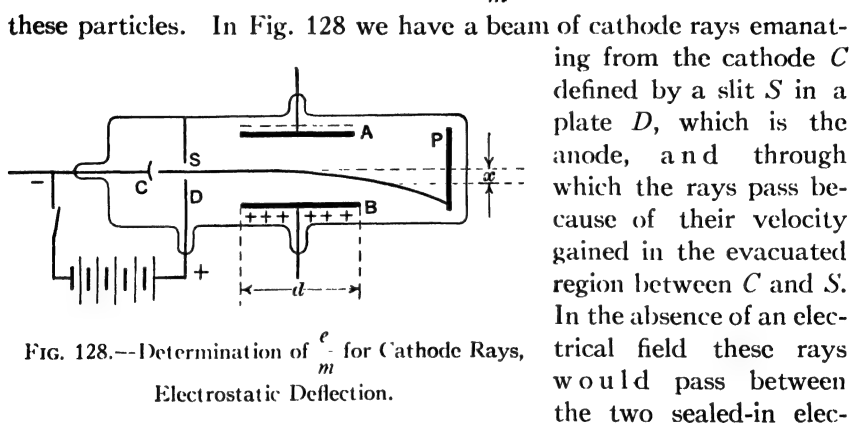 m
these particles. In Fig. 128 we have a beam of cathode rays emanat-
ing from the cathode C
defined by a slit S in a
plate D, which is the
anode, and through
which the rays pass be-
cause of their velocity
gained in the evacuated
region between C and S.
In the absence of an elec-
trical field these rays
would pass between
the two sealed-in elec-
A
P
S
x
−
C
D
B
+++ +++
+
d
FIG. 128.--Determination of e/m for Cathode Rays,
Electrostatic Deflection.